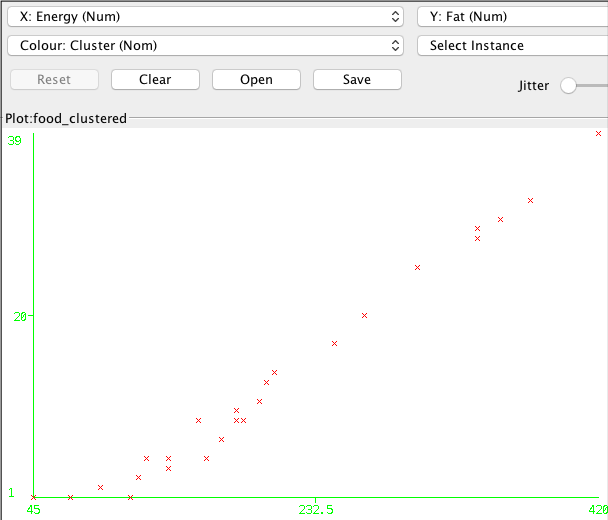 X: Energy (Num) Y: Fat (Num)
Colour: Cluster (Nom) Select Instance
Reset Clear Open Save Jitter
Plot:food_clustered
39
20
1
45 232.5 420